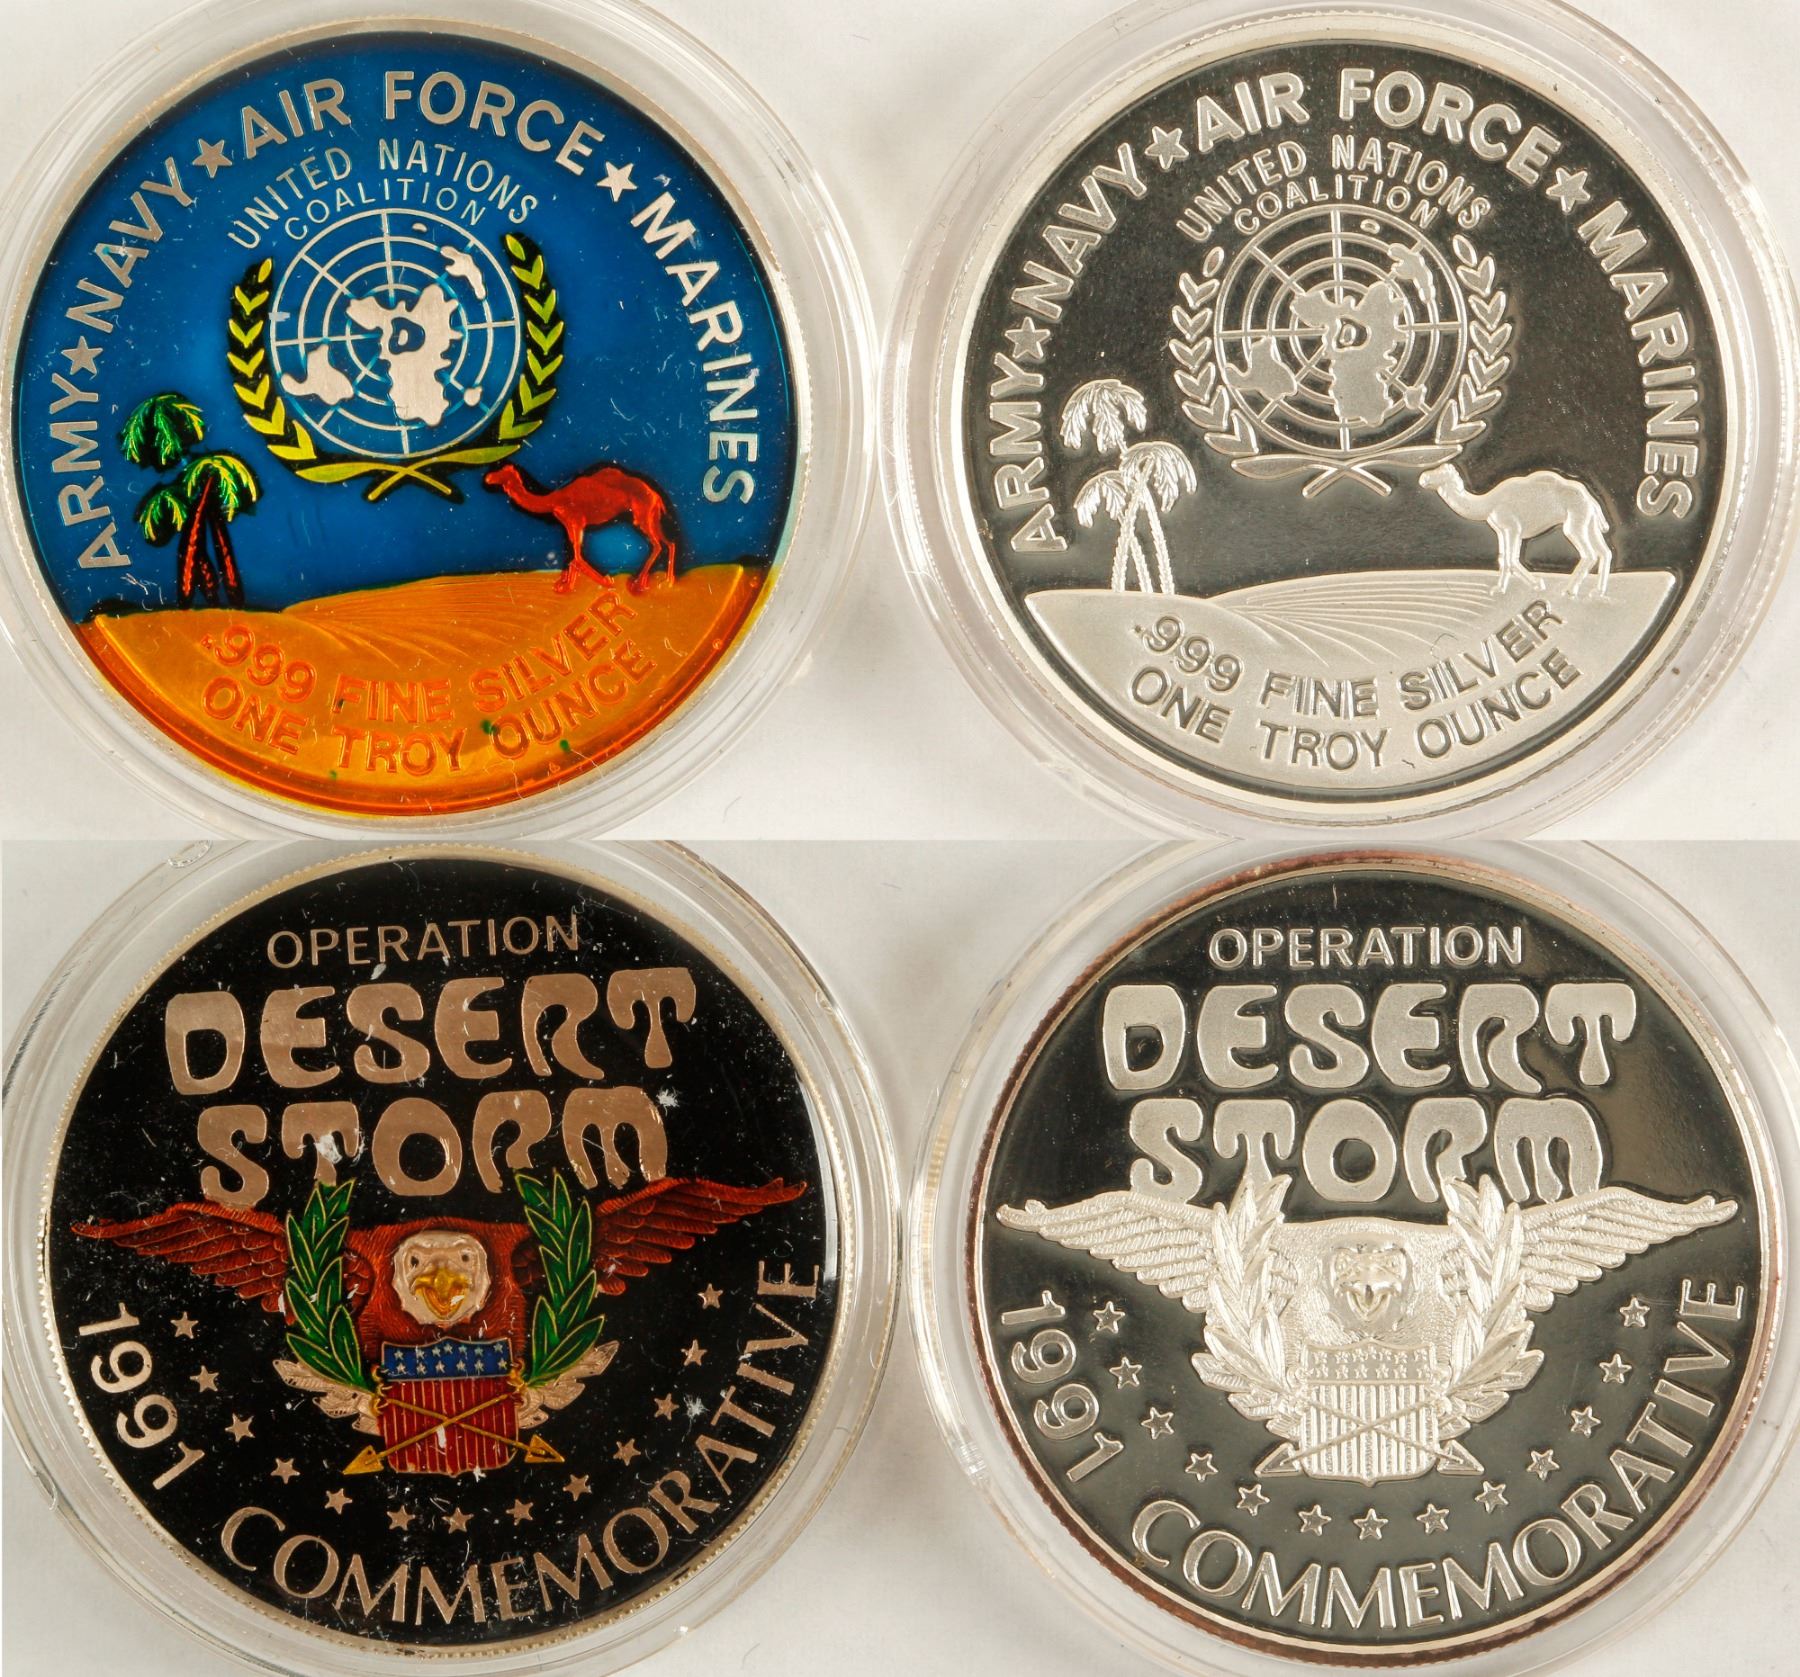 ARMY★NAVY★AIR FORCE★MARINES
UNITED NATIONS
COALITION
.999 FINE SILVER
ONE TROY OUNCE
ARMY★NAVY★AIR FORCE★MARINES
UNITED NATIONS
COALITION
.999 FINE SILVER
ONE TROY OUNCE
OPERATION
DESERT
STORM
1991 COMMEMORATIVE
OPERATION
DESERT
STORM
1991 COMMEMORATIVE